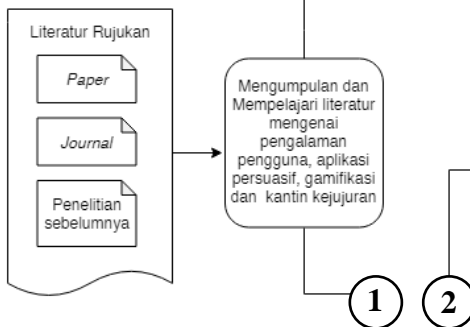 Literatur Rujukan
Paper
Journal
Penelitian
sebelumnya
Mengumpulan dan
Mempelajari literatur
mengenai
pengalaman
pengguna, aplikasi
persuasif, gamifikasi
dan kantin kejujuran
1
2